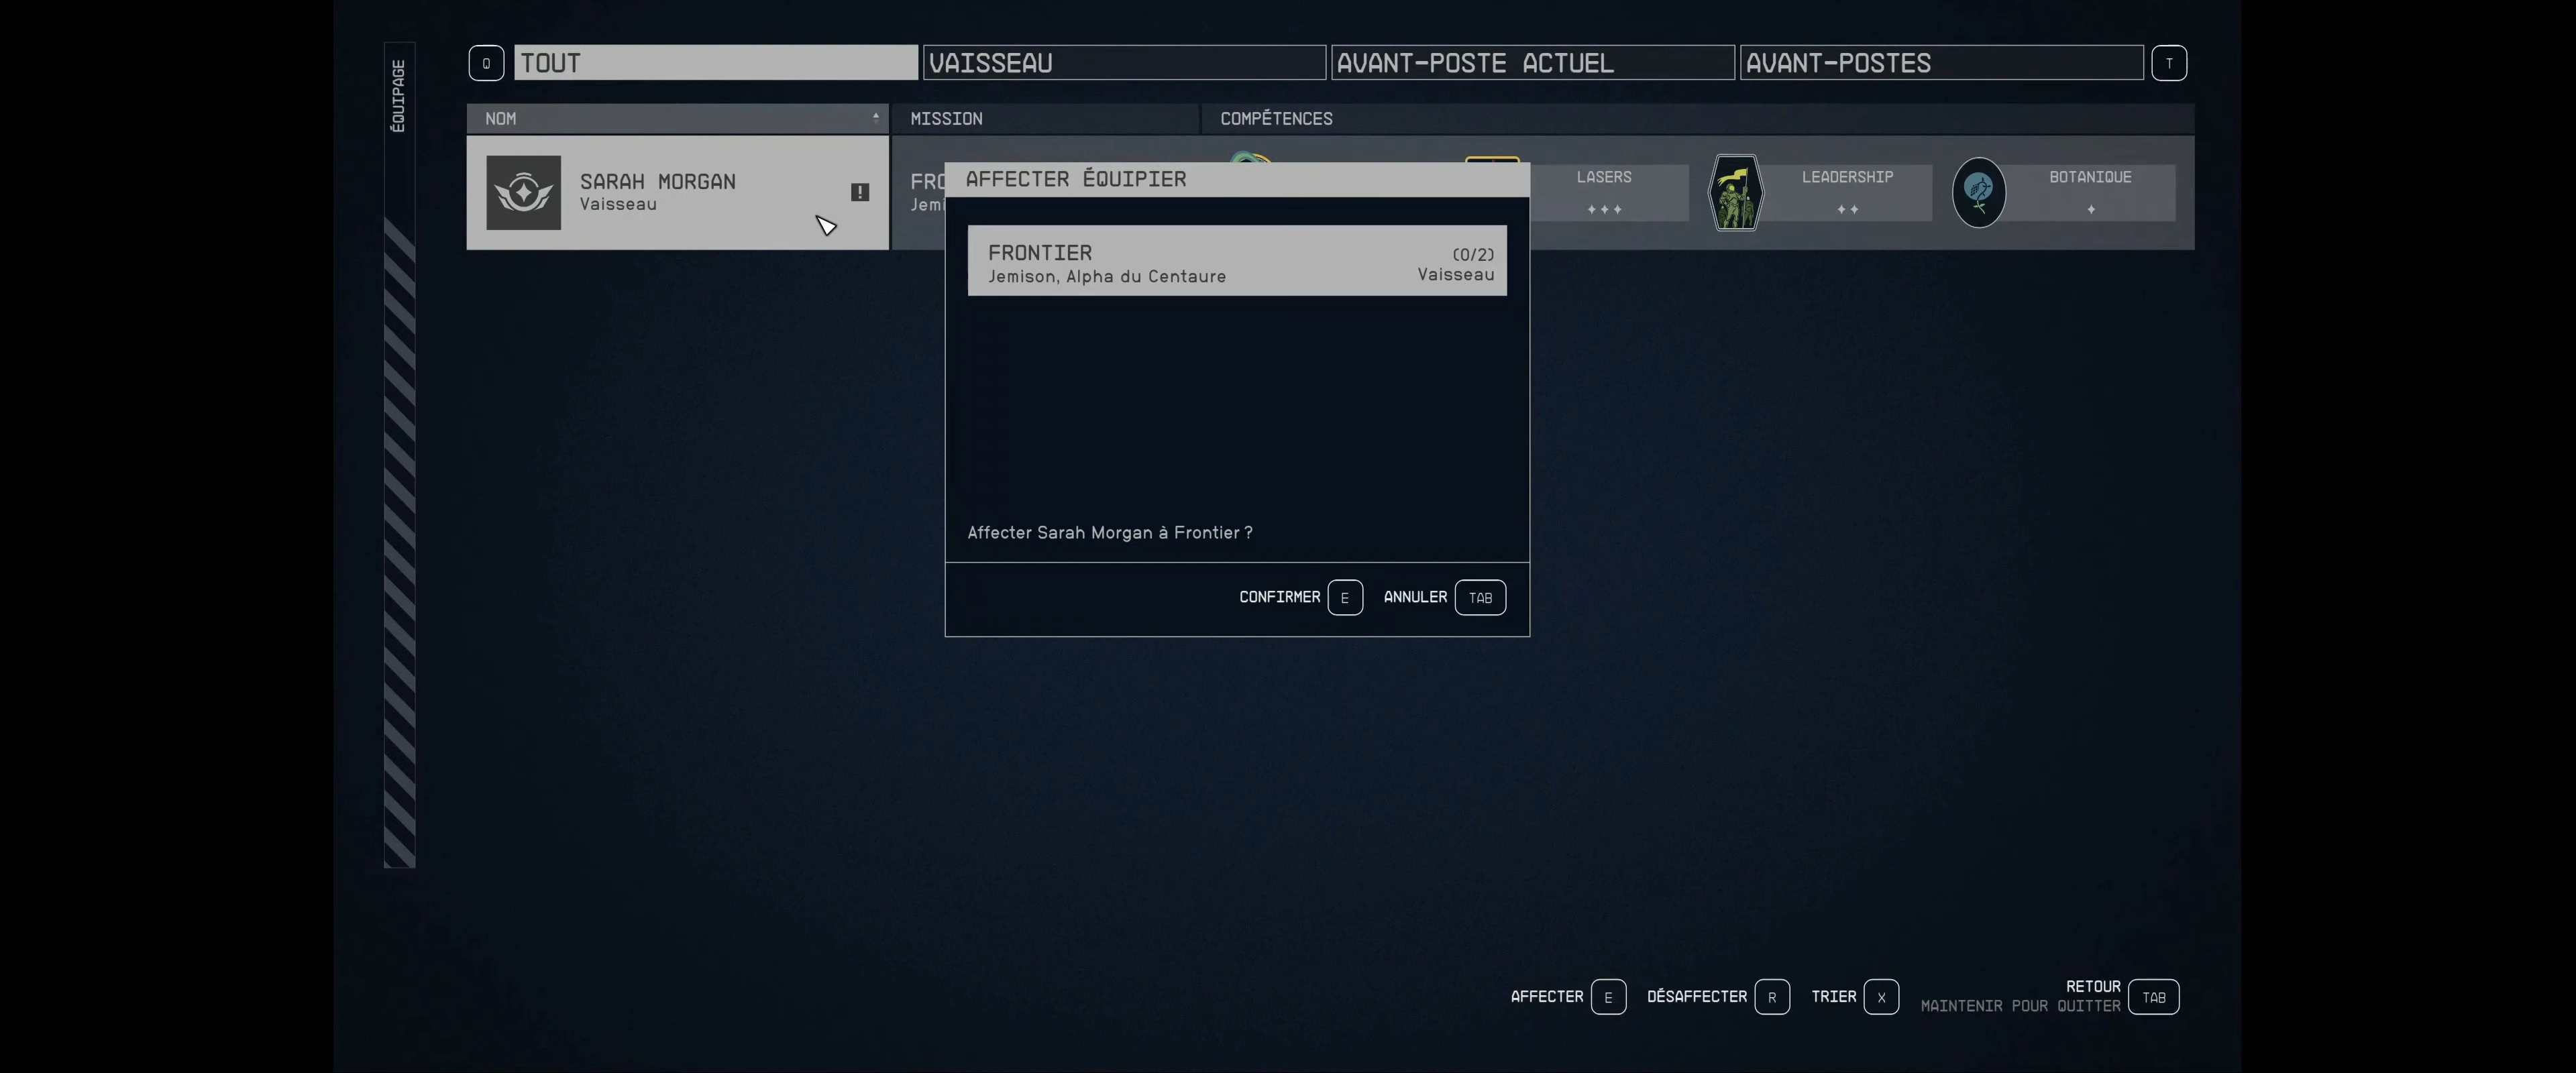 ÉQUIPAGE
Q
TOUT
VAISSEAU
AVANT-POSTE ACTUEL
AVANT-POSTES
T
NOM
MISSION
COMPÉTENCES
SARAH MORGAN
Vaisseau
!
FRO
Jemi
LASERS
LEADERSHIP
BOTANIQUE
AFFECTER ÉQUIPIER
FRONTIER
(0/2)
Jemison, Alpha du Centaure
Vaisseau
Affecter Sarah Morgan à Frontier ?
CONFIRMER E
ANNULER TAB
AFFECTER E
DÉSAFFECTER R
TRIER X
RETOUR
MAINTENIR POUR QUITTER
TAB